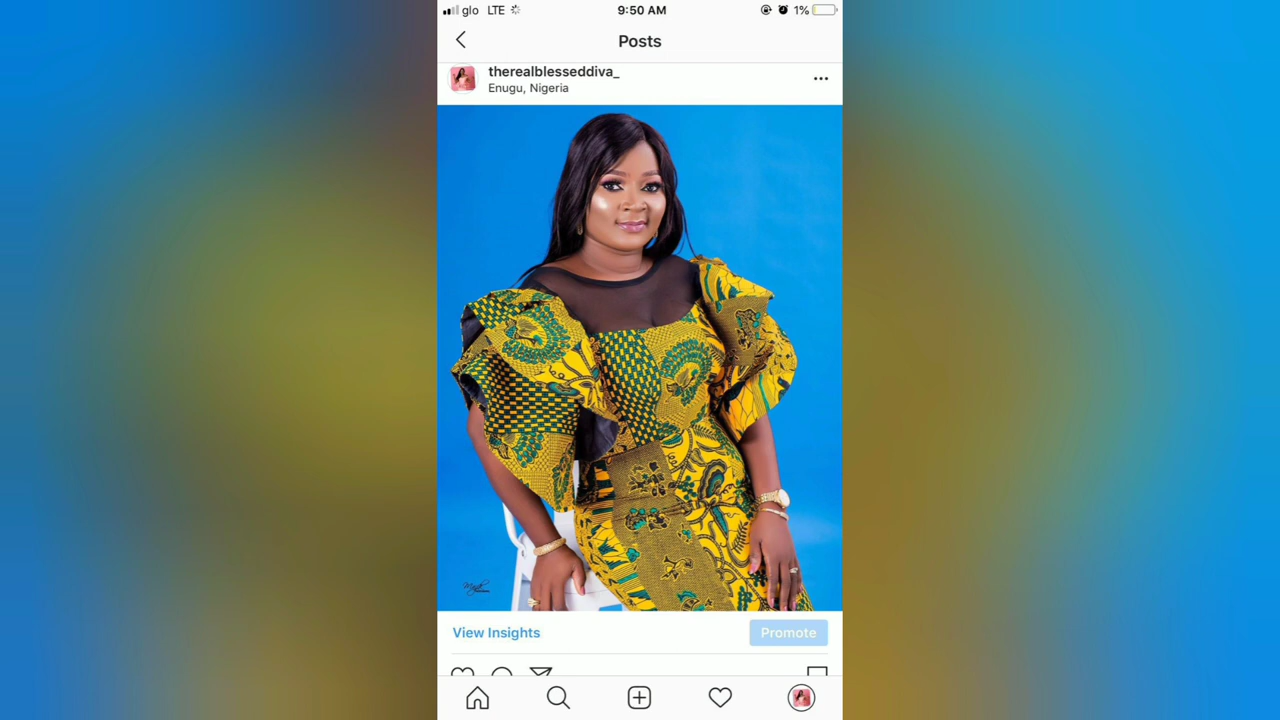 glo LTE 9:50 AM 1%
Posts
therealblesseddiva_
Enugu, Nigeria
View Insights
Promote